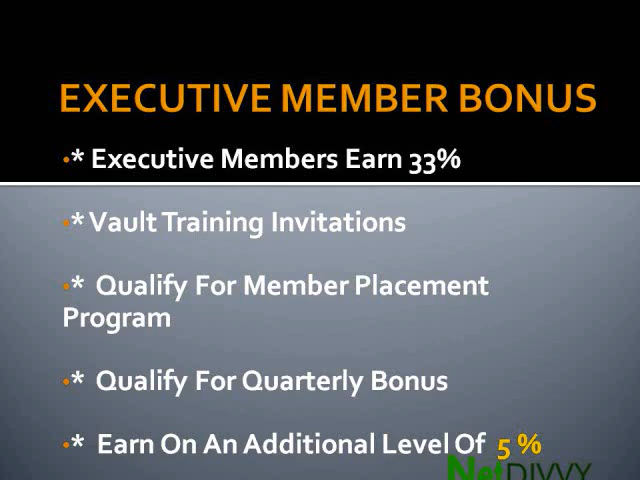 EXECUTIVE MEMBER BONUS
•* Executive Members Earn 33%
•* Vault Training Invitations
•*  Qualify For Member Placement
Program
•*  Qualify For Quarterly Bonus
•*  Earn On An Additional Level Of  5 %
NetDIVVY